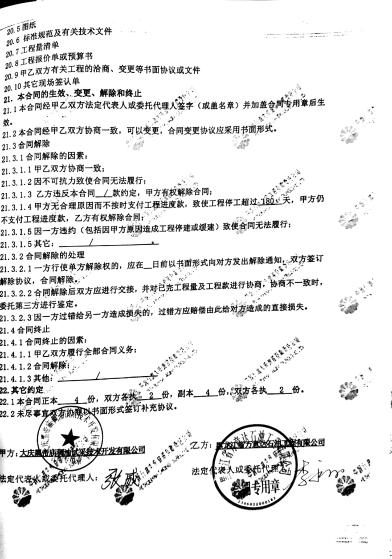 20.5 图纸
20.6 标准规范及有关技术文件
20.7 工程量清单
20.8 工程报价单或预算书
20.9 甲乙双方有关工程的洽商、变更等书面协议或文件
20.10 其它现场签认单
21. 本合同的生效、变更、解除和终止
21.1 本合同经甲乙双方法定代表人或委托代理人签字（或盖名章）并加盖合同专用章后生
效。
21.2 本合同经甲乙双方协商一致，可以变更，合同变更协议应采用书面形式。
21.3 合同解除
21.3.1 合同解除的因素：
21.3.1.1 甲乙双方协商一致；
21.3.1.2 因不可抗力致使合同无法履行；
21.3.1.3 乙方违反本合同 / 款约定，甲方有权解除合同；
21.3.1.4 甲方无合理原因而不按时支付工程进度款，致使工程停工超过 180 天，甲方仍
不支付工程进度款，乙方有权解除合同；
21.3.1.5 因一方违约（包括因甲方原因造成工程停建或缓建）致使合同无法履行；
21.3.1.5 其它： / 。
21.3.2 合同解除的处理
21.3.2.1 一方行使单方解除权的，应在 日前以书面形式向对方发出解除通知，双方签订
解除协议，合同解除。
21.3.2.2 合同解除后双方应进行交接，并对已完工程量及工程款进行协商，协商不一致时，
委托第三方进行鉴定。
21.3.2.3 因一方过错给另一方造成损失的，过错方应赔偿由此给对方造成的直接损失。
21.4 合同终止
21.4.1 合同终止的因素：
21.4.1.1 甲乙双方履行全部合同义务；
21.4.1.2 合同解除；
21.4.1.3 其他： /
22. 其它约定
22.1 本合同正本 4 份，双方各执 2 份，副本 4 份，双方各执 2 份。
22.2 未尽事宜双方协商以书面形式签订补充协议。
甲方：大庆 技术开发有限公司
乙方： 有限公司
法定代表人或委托代理人：
法定代表人或委托代理人：
专用章